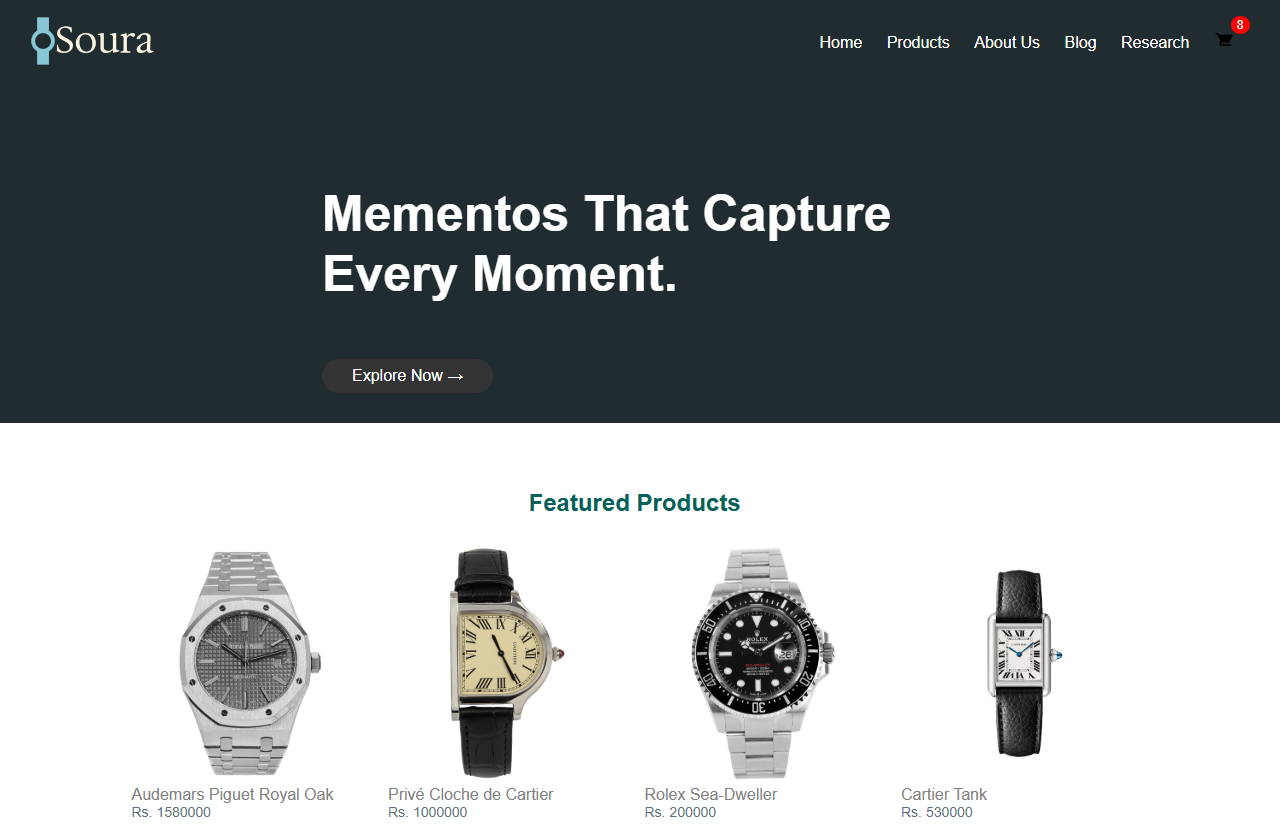 Soura
Home Products About Us Blog Research 8
Mementos That Capture
Every Moment.
Explore Now →
Featured Products
ROLEX
26
Audemars Piguet Royal Oak
Rs. 1580000
Privé Cloche de Cartier
Rs. 1000000
Rolex Sea-Dweller
Rs. 200000
Cartier Tank
Rs. 530000